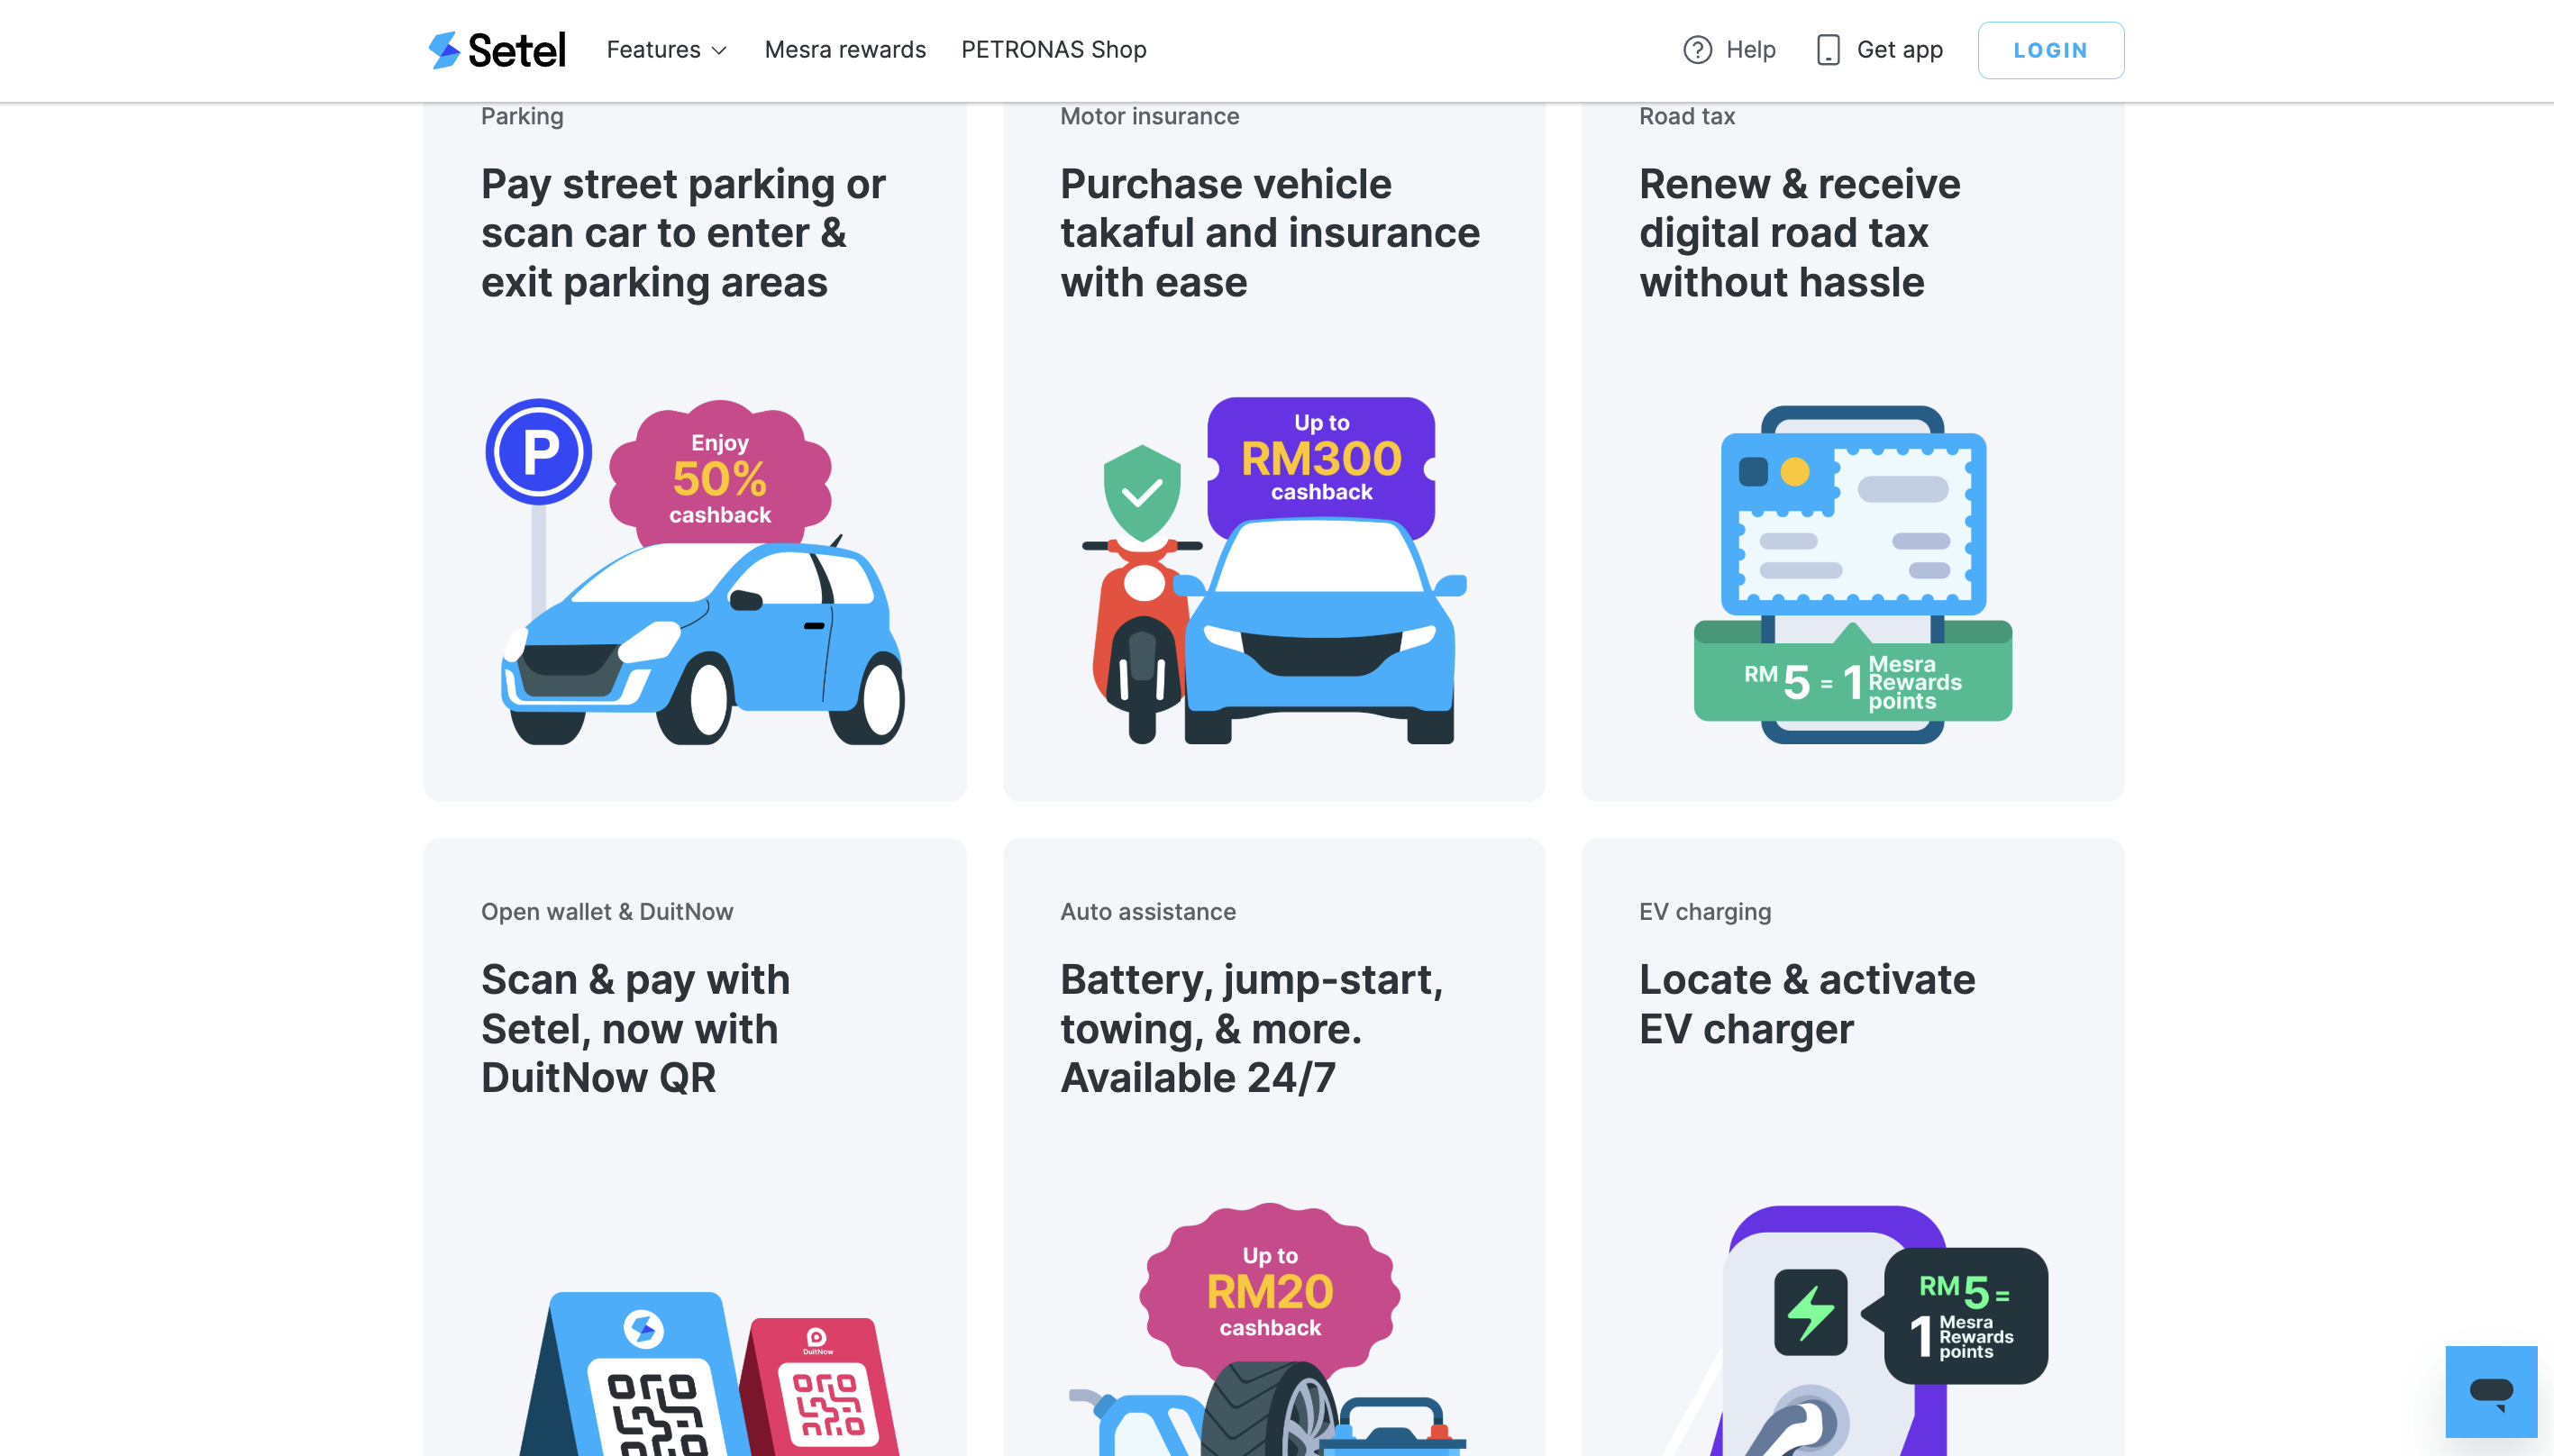 Setel
Features
Mesra rewards
PETRONAS Shop
Help
Get app
LOGIN
Parking
Pay street parking or
scan car to enter &
exit parking areas
P
Enjoy
50%
cashback
Motor insurance
Purchase vehicle
takaful and insurance
with ease
Up to
RM300
cashback
Road tax
Renew & receive
digital road tax
without hassle
RM 5 = 1 Mesra
Rewards
points
Open wallet & DuitNow
Scan & pay with
Setel, now with
DuitNow QR
DuitNow
Auto assistance
Battery, jump-start,
towing, & more.
Available 24/7
Up to
RM20
cashback
EV charging
Locate & activate
EV charger
RM 5 =
1 Mesra
Rewards
points